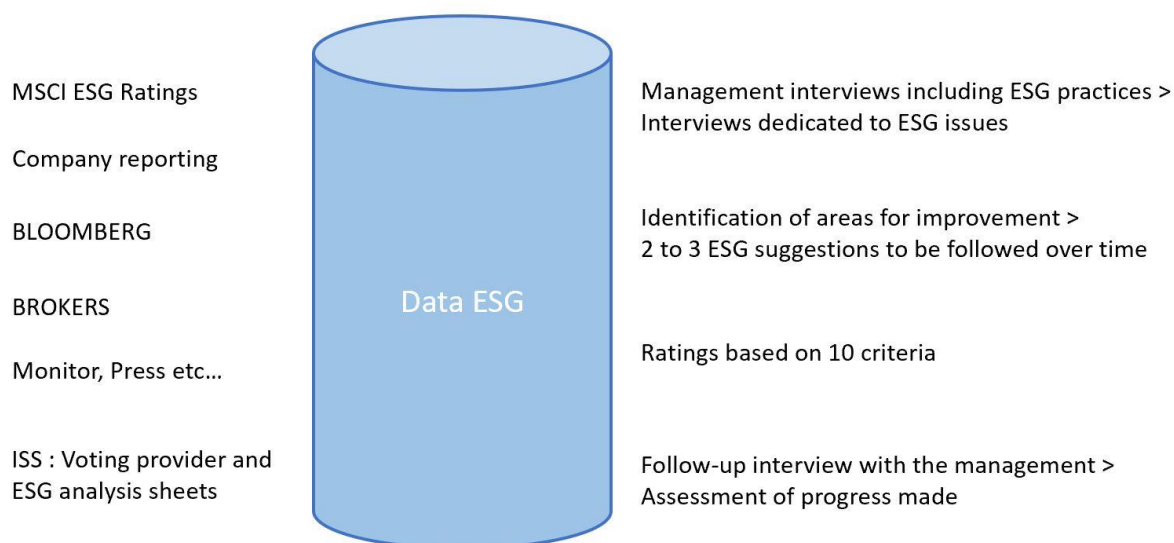 MSCI ESG Ratings
Company reporting
BLOOMBERG
BROKERS
Monitor, Press etc…
ISS : Voting provider and
ESG analysis sheets
Data ESG
Management interviews including ESG practices >
Interviews dedicated to ESG issues
Identification of areas for improvement >
2 to 3 ESG suggestions to be followed over time
Ratings based on 10 criteria
Follow-up interview with the management >
Assessment of progress made